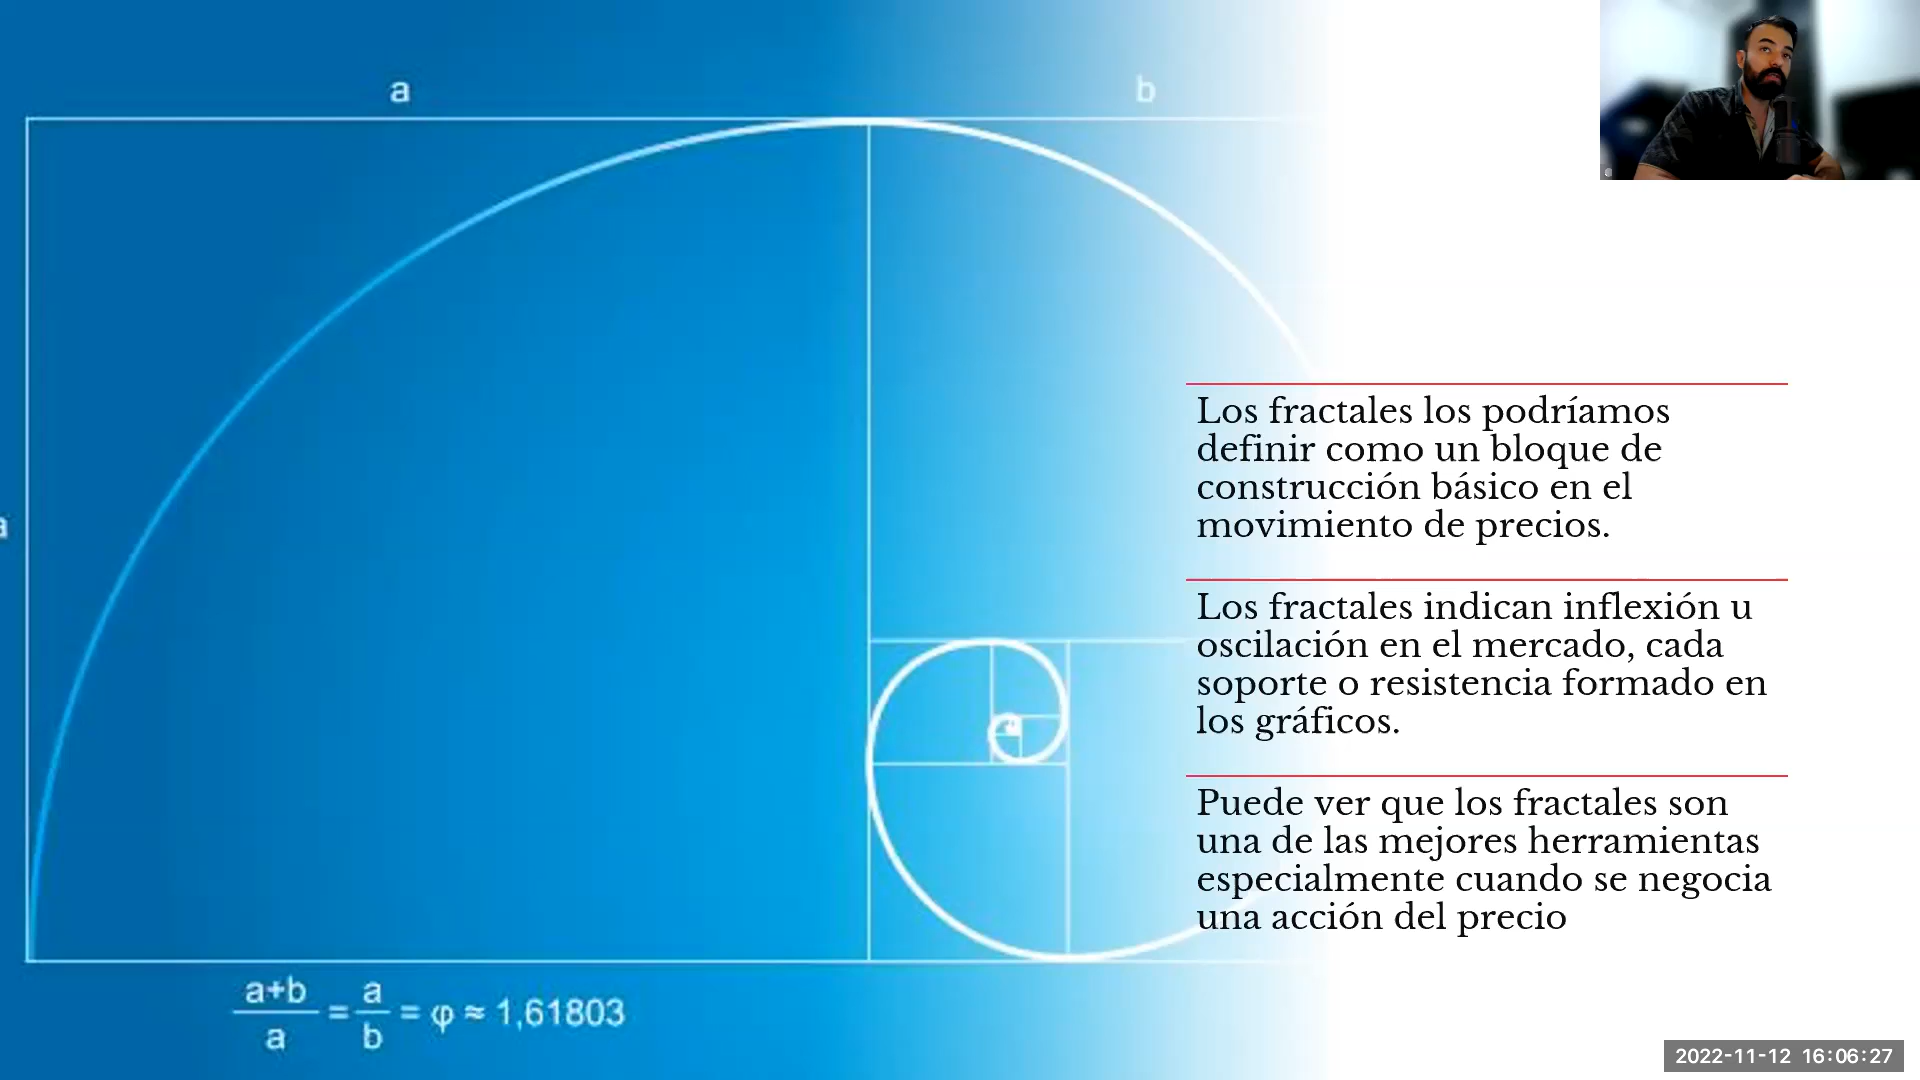 a
b
a
Los fractales los podríamos
definir como un bloque de
construcción básico en el
movimiento de precios.
Los fractales indican inflexión u
oscilación en el mercado, cada
soporte o resistencia formado en
los gráficos.
Puede ver que los fractales son
una de las mejores herramientas
especialmente cuando se negocia
una acción del precio
a+b/a = a/b = φ ≈ 1,61803
2022-11-12 16:06:27